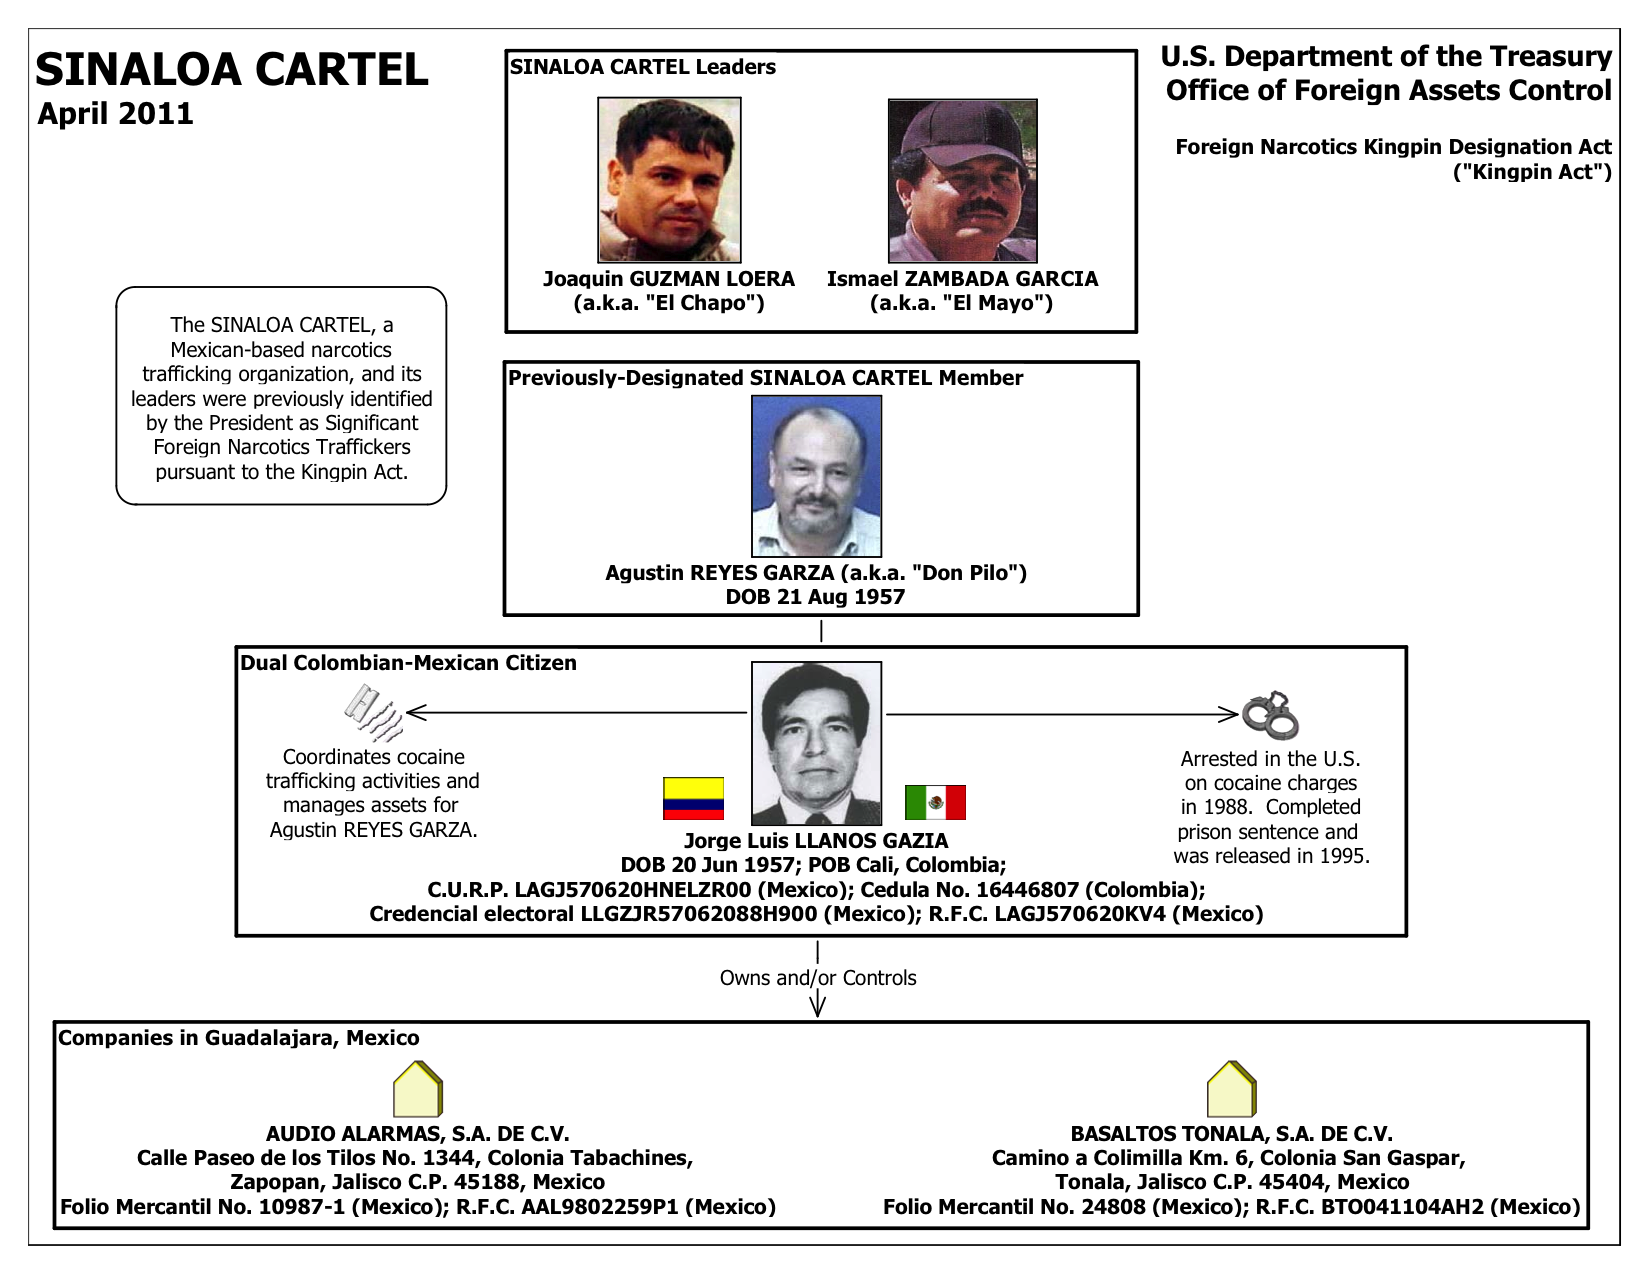 SINALOA CARTEL
April 2011
U.S. Department of the Treasury
Office of Foreign Assets Control
Foreign Narcotics Kingpin Designation Act
("Kingpin Act")
SINALOA CARTEL Leaders
Joaquin GUZMAN LOERA
(a.k.a. "El Chapo")
Ismael ZAMBADA GARCIA
(a.k.a. "El Mayo")
The SINALOA CARTEL, a
Mexican-based narcotics
trafficking organization, and its
leaders were previously identified
by the President as Significant
Foreign Narcotics Traffickers
pursuant to the Kingpin Act.
Previously-Designated SINALOA CARTEL Member
Agustin REYES GARZA (a.k.a. "Don Pilo")
DOB 21 Aug 1957
Dual Colombian-Mexican Citizen
Coordinates cocaine
trafficking activities and
manages assets for
Agustin REYES GARZA.
Arrested in the U.S.
on cocaine charges
in 1988.  Completed
prison sentence and
was released in 1995.
Jorge Luis LLANOS GAZIA
DOB 20 Jun 1957; POB Cali, Colombia;
C.U.R.P. LAGJ570620HNELZR00 (Mexico); Cedula No. 16446807 (Colombia);
Credencial electoral LLGZJR57062088H900 (Mexico); R.F.C. LAGJ570620KV4 (Mexico)
Owns and/or Controls
Companies in Guadalajara, Mexico
AUDIO ALARMAS, S.A. DE C.V.
Calle Paseo de los Tilos No. 1344, Colonia Tabachines,
Zapopan, Jalisco C.P. 45188, Mexico
Folio Mercantil No. 10987-1 (Mexico); R.F.C. AAL9802259P1 (Mexico)
BASALTOS TONALA, S.A. DE C.V.
Camino a Colimilla Km. 6, Colonia San Gaspar,
Tonala, Jalisco C.P. 45404, Mexico
Folio Mercantil No. 24808 (Mexico); R.F.C. BTO041104AH2 (Mexico)